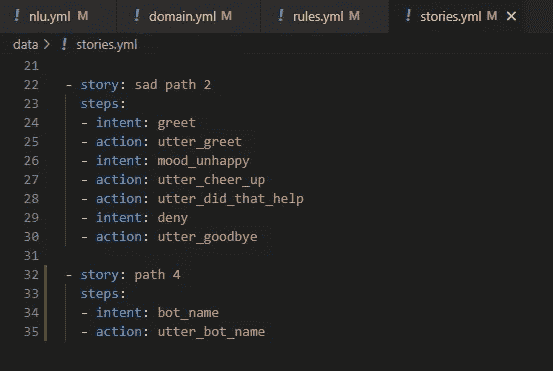 ! nlu.yml M ! domain.yml M ! rules.yml M ! stories.yml M ×
data > ! stories.yml
21
22 - story: sad path 2
23 steps:
24 - intent: greet
25 - action: utter_greet
26 - intent: mood_unhappy
27 - action: utter_cheer_up
28 - action: utter_did_that_help
29 - intent: deny
30 - action: utter_goodbye
31
32 - story: path 4
33 steps:
34 - intent: bot_name
35 - action: utter_bot_name